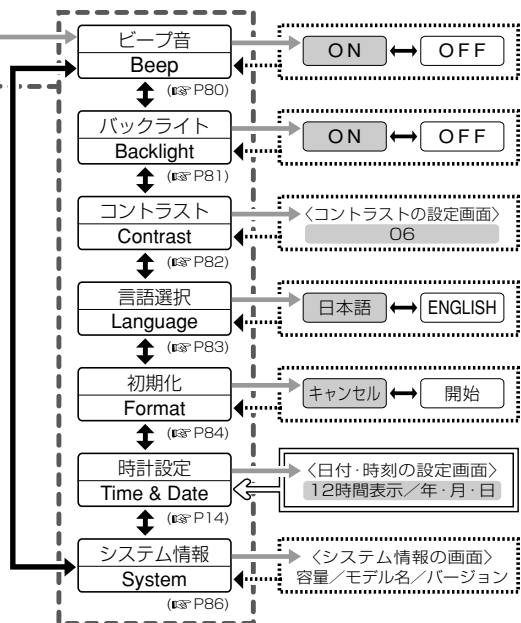 ビープ音
Beep
(☞P80)
ON ↔ OFF
バックライト
Backlight
(☞P81)
ON ↔ OFF
コントラスト
Contrast
(☞P82)
〈コントラストの設定画面〉
06
言語選択
Language
(☞P83)
日本語 ↔ ENGLISH
初期化
Format
(☞P84)
キャンセル ↔ 開始
時計設定
Time & Date
(☞P14)
〈日付・時刻の設定画面〉
12時間表示／年・月・日
システム情報
System
(☞P86)
〈システム情報の画面〉
容量／モデル名／バージョン